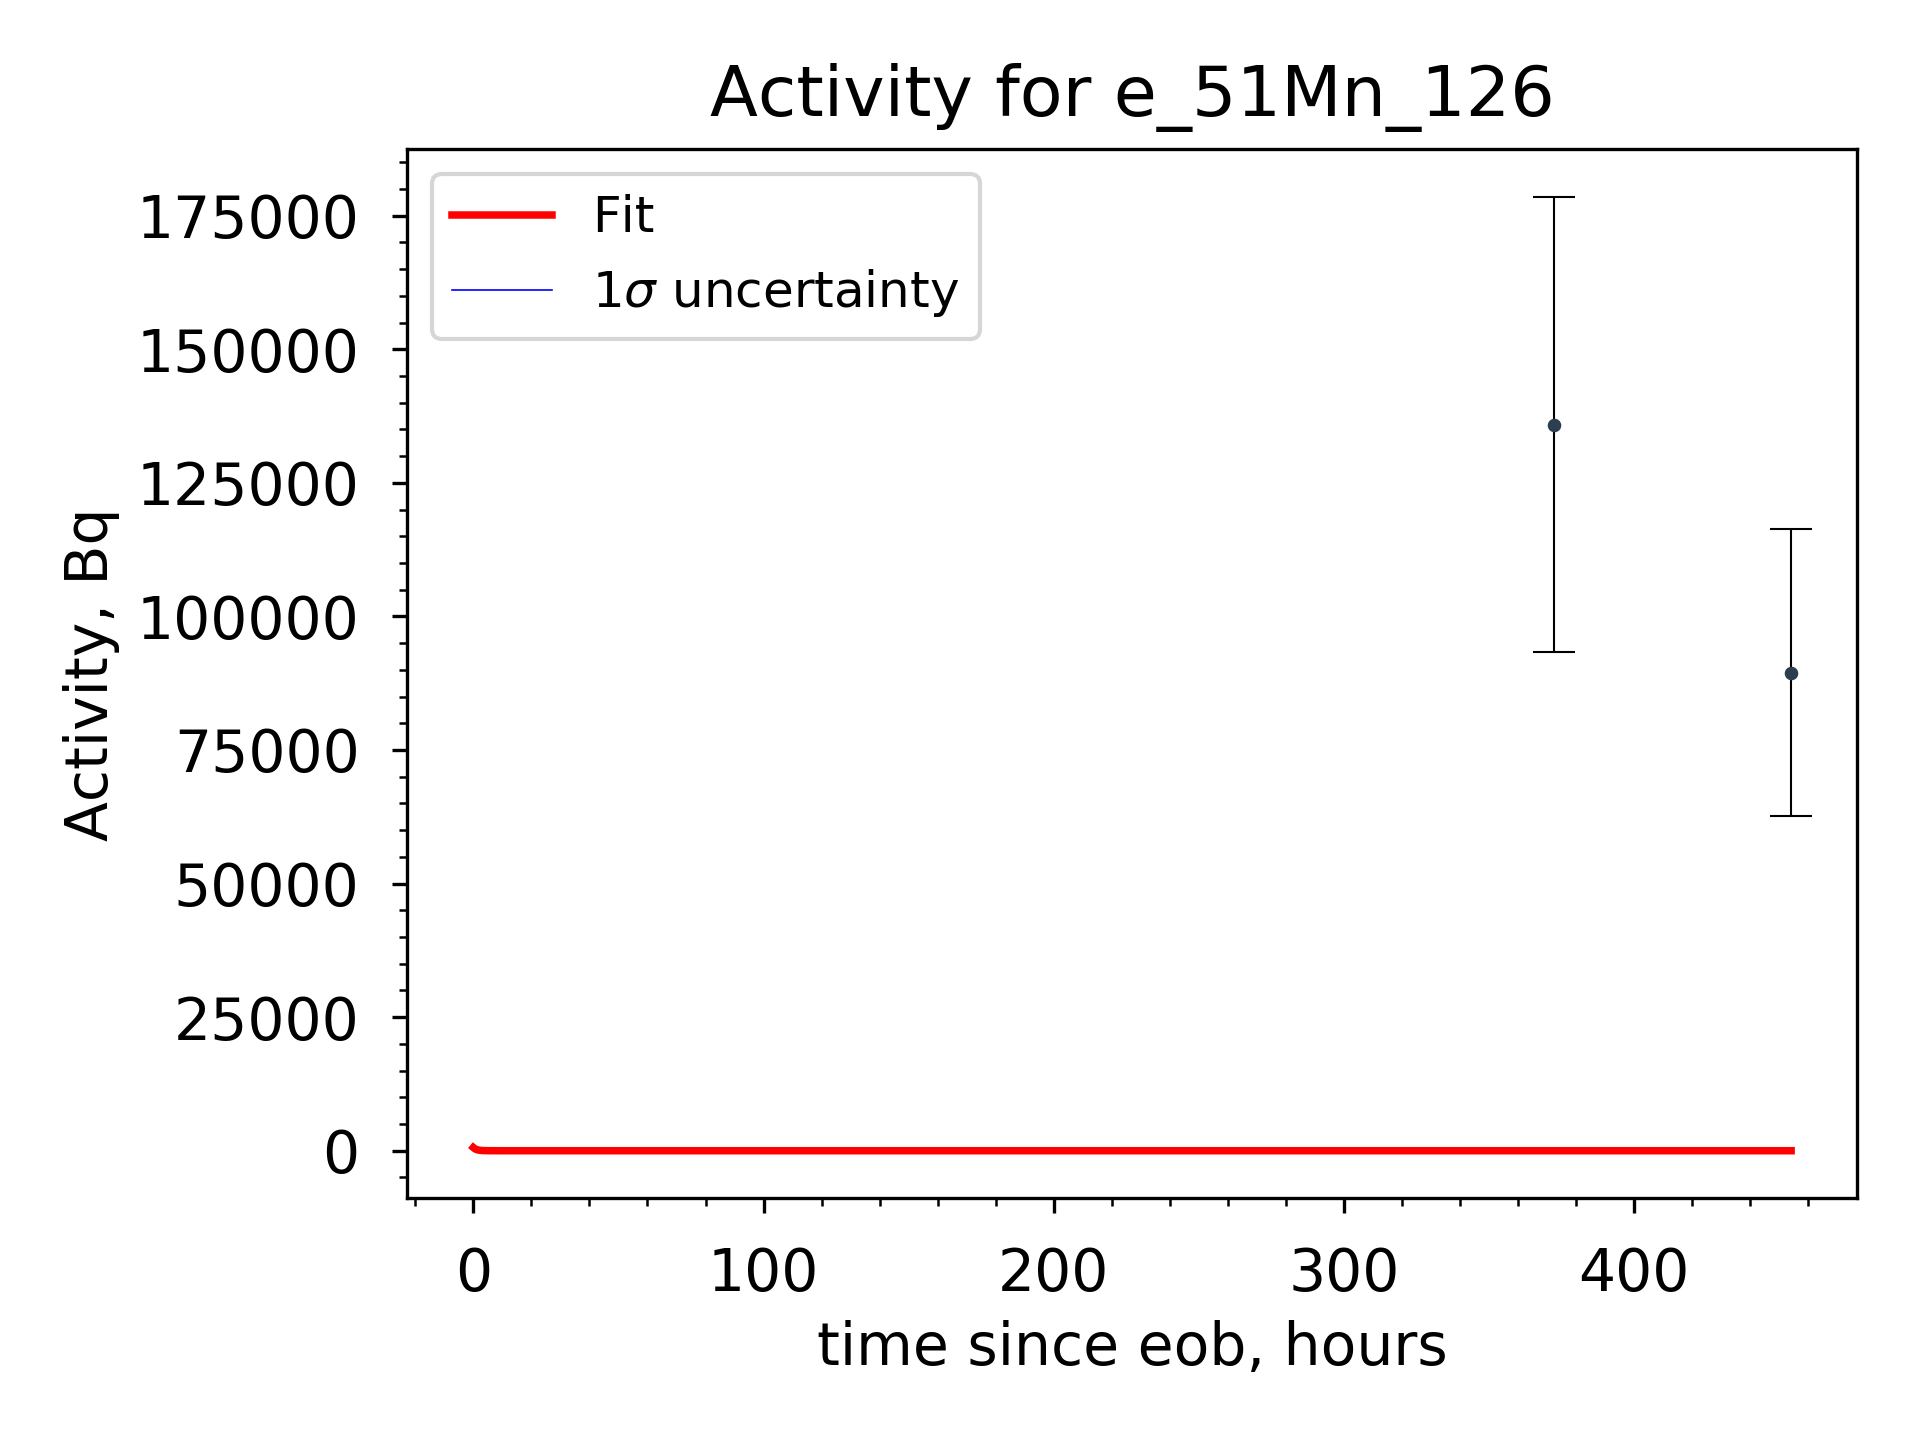 Activity for e_51Mn_126
Fit
1σ uncertainty
Activity, Bq
175000
150000
125000
100000
75000
50000
25000
0
0 100 200 300 400
time since eob, hours